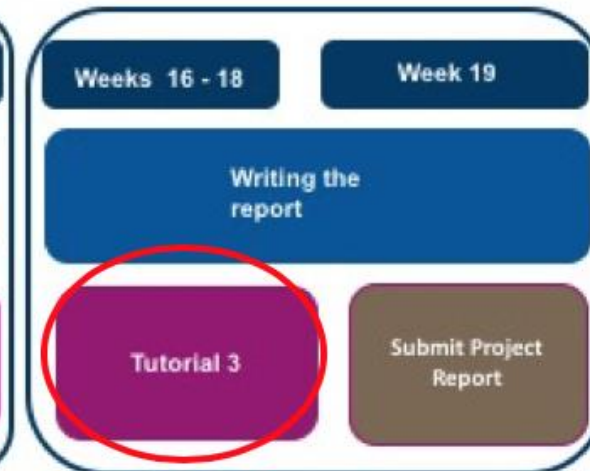 Weeks 16 - 18
Week 19
Writing the
report
Tutorial 3
Submit Project
Report